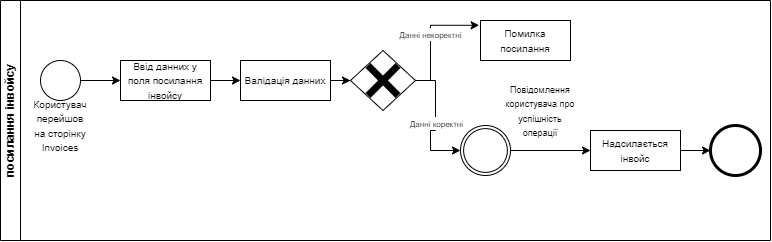 посилання інвойсу
Користувач
перейшов
на сторінку
Invoices
Ввід данних у
поля посилання
інвойсу
Валідація данних
Данні некоректні
Помилка
посилання
Данні коректні
Повідомлення
користувача про
успішність
операції
Надсилається
інвойс